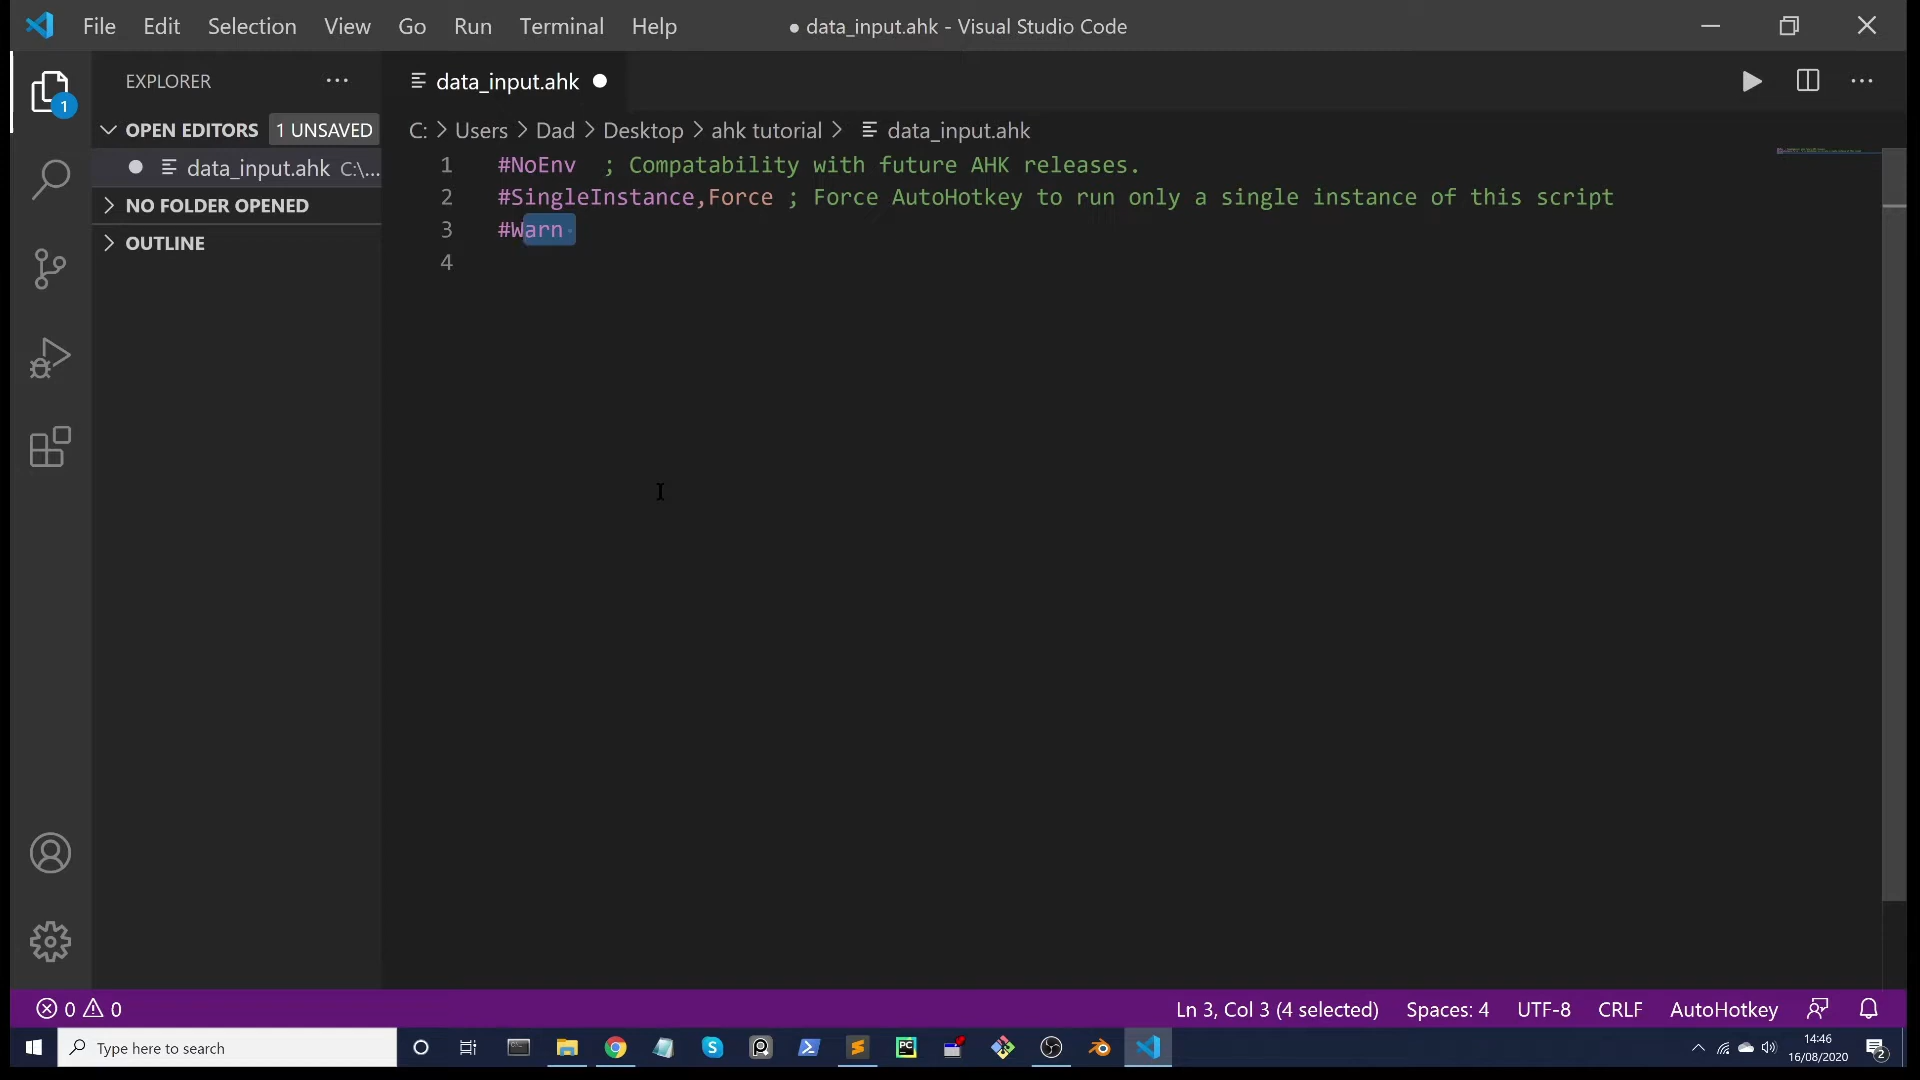 File Edit Selection View Go Run Terminal Help
● data_input.ahk - Visual Studio Code
EXPLORER ···
data_input.ahk ●
1
OPEN EDITORS 1 UNSAVED
data_input.ahk C:\...
NO FOLDER OPENED
OUTLINE
C: > Users > Dad > Desktop > ahk tutorial > data_input.ahk
1 #NoEnv ; Compatability with future AHK releases.
2 #SingleInstance,Force ; Force AutoHotkey to run only a single instance of this script
3 #Warn
4
0 0
Ln 3, Col 3 (4 selected) Spaces: 4 UTF-8 CRLF AutoHotkey
Type here to search
14:46
16/08/2020
2